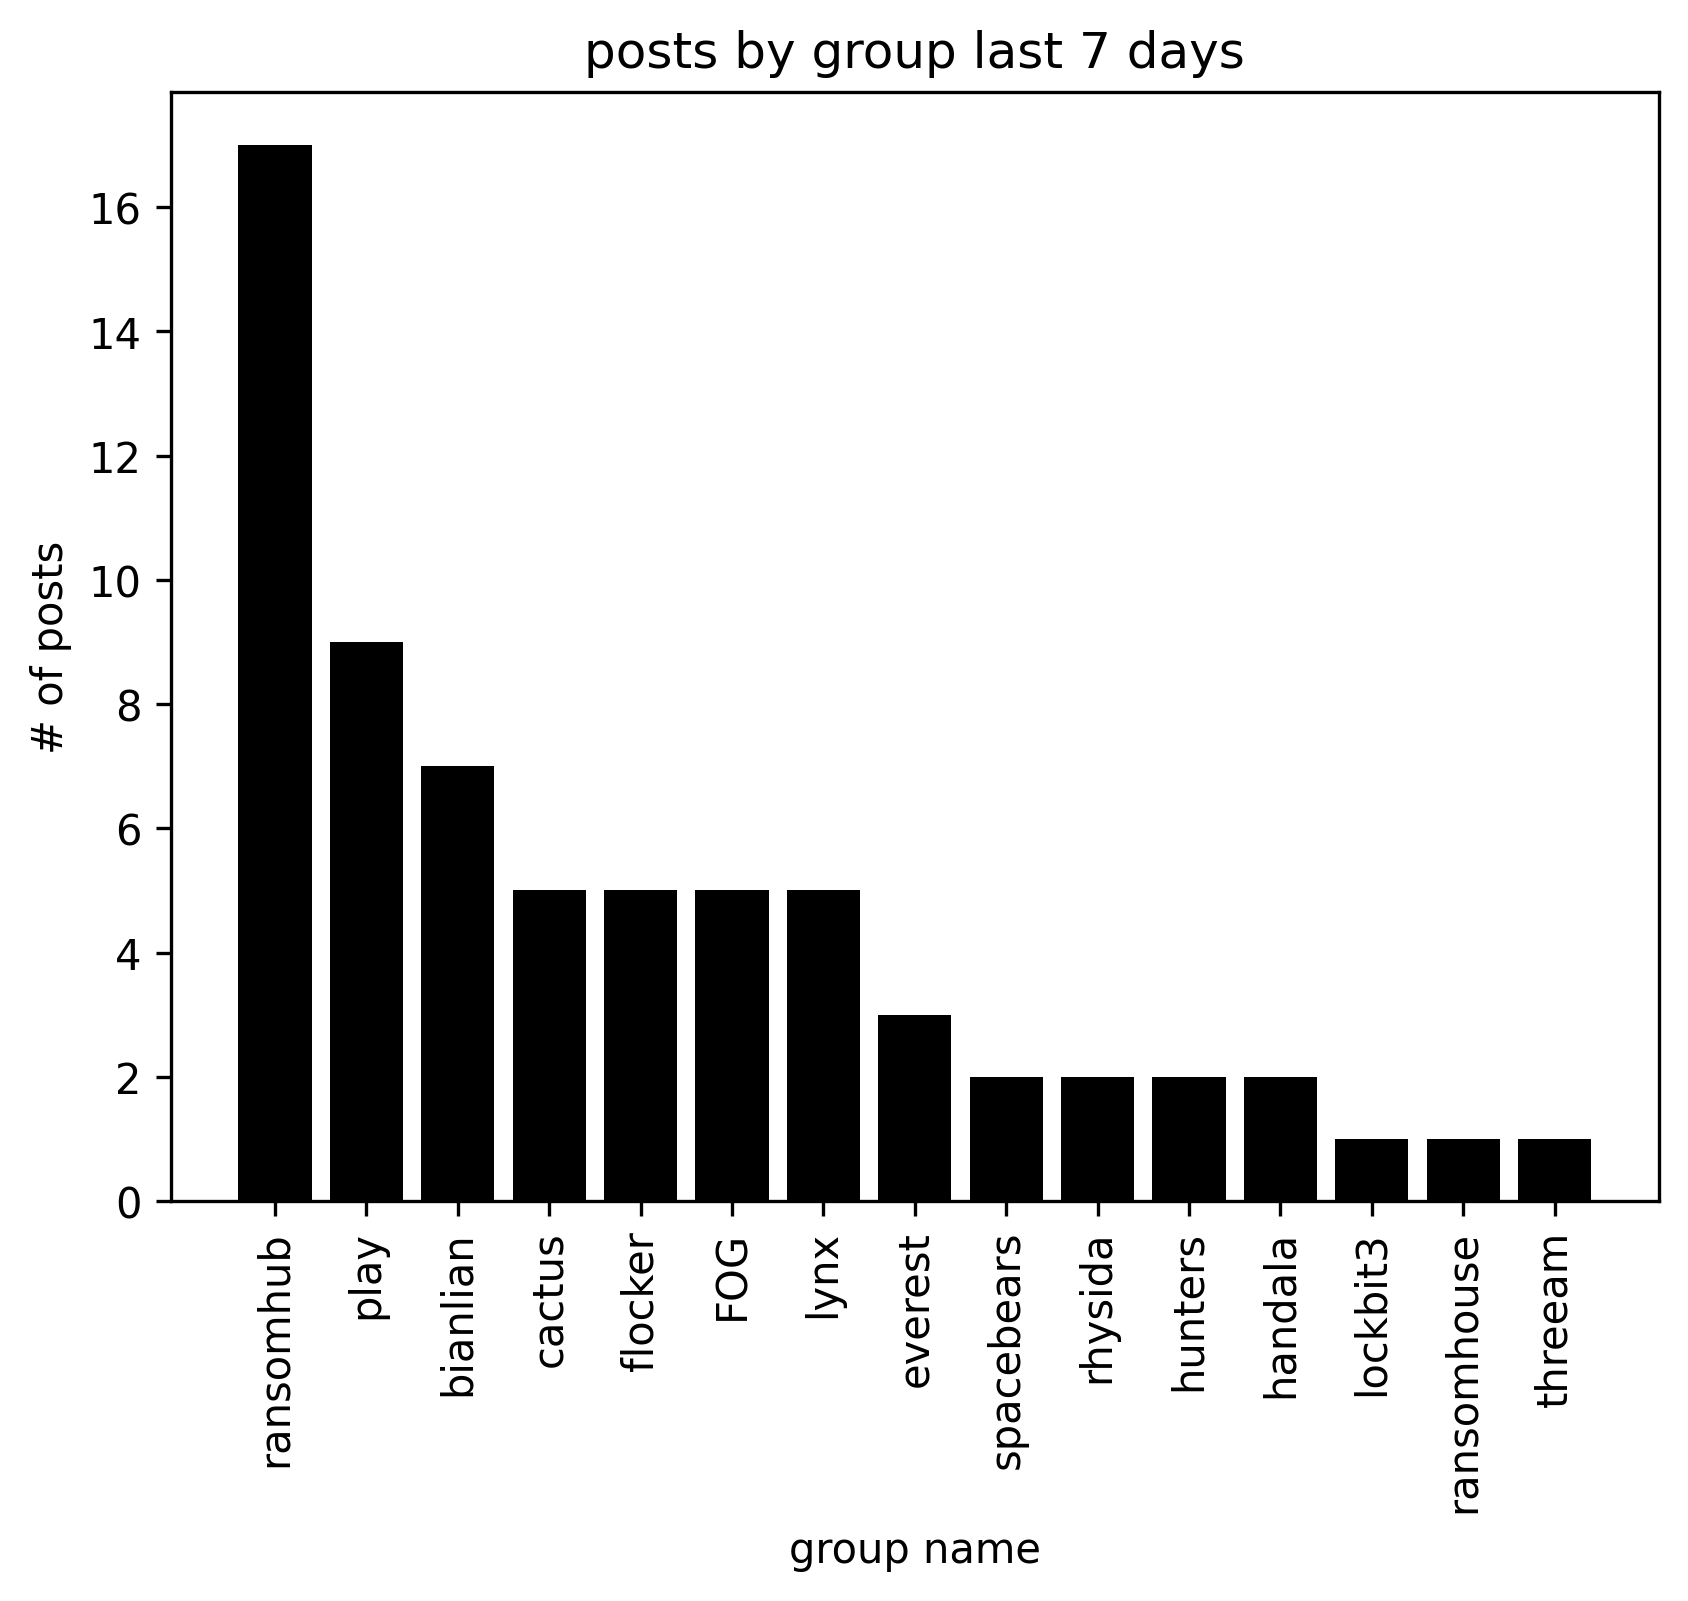 posts by group last 7 days
# of posts
16
14
12
10
8
6
4
2
0
ransomhub
play
bianlian
cactus
flocker
FOG
lynx
everest
spacebears
rhysida
hunters
handala
lockbit3
ransomhouse
threeam
group name